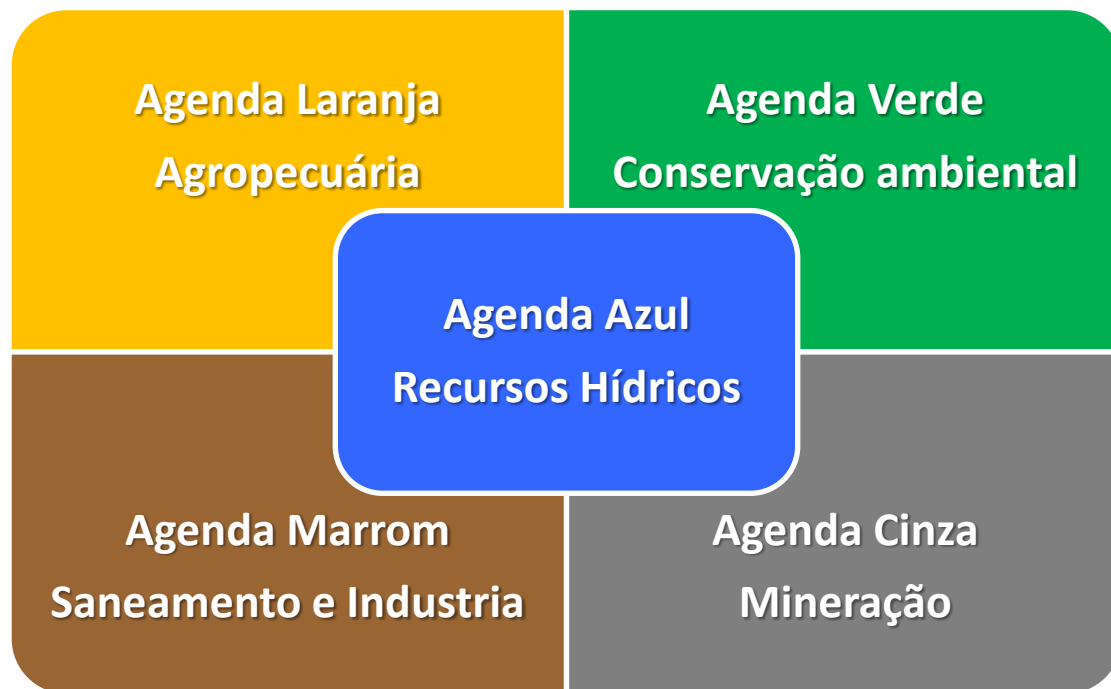 Agenda Laranja
Agropecuária
Agenda Verde
Conservação ambiental
Agenda Azul
Recursos Hídricos
Agenda Marrom
Saneamento e Industria
Agenda Cinza
Mineração